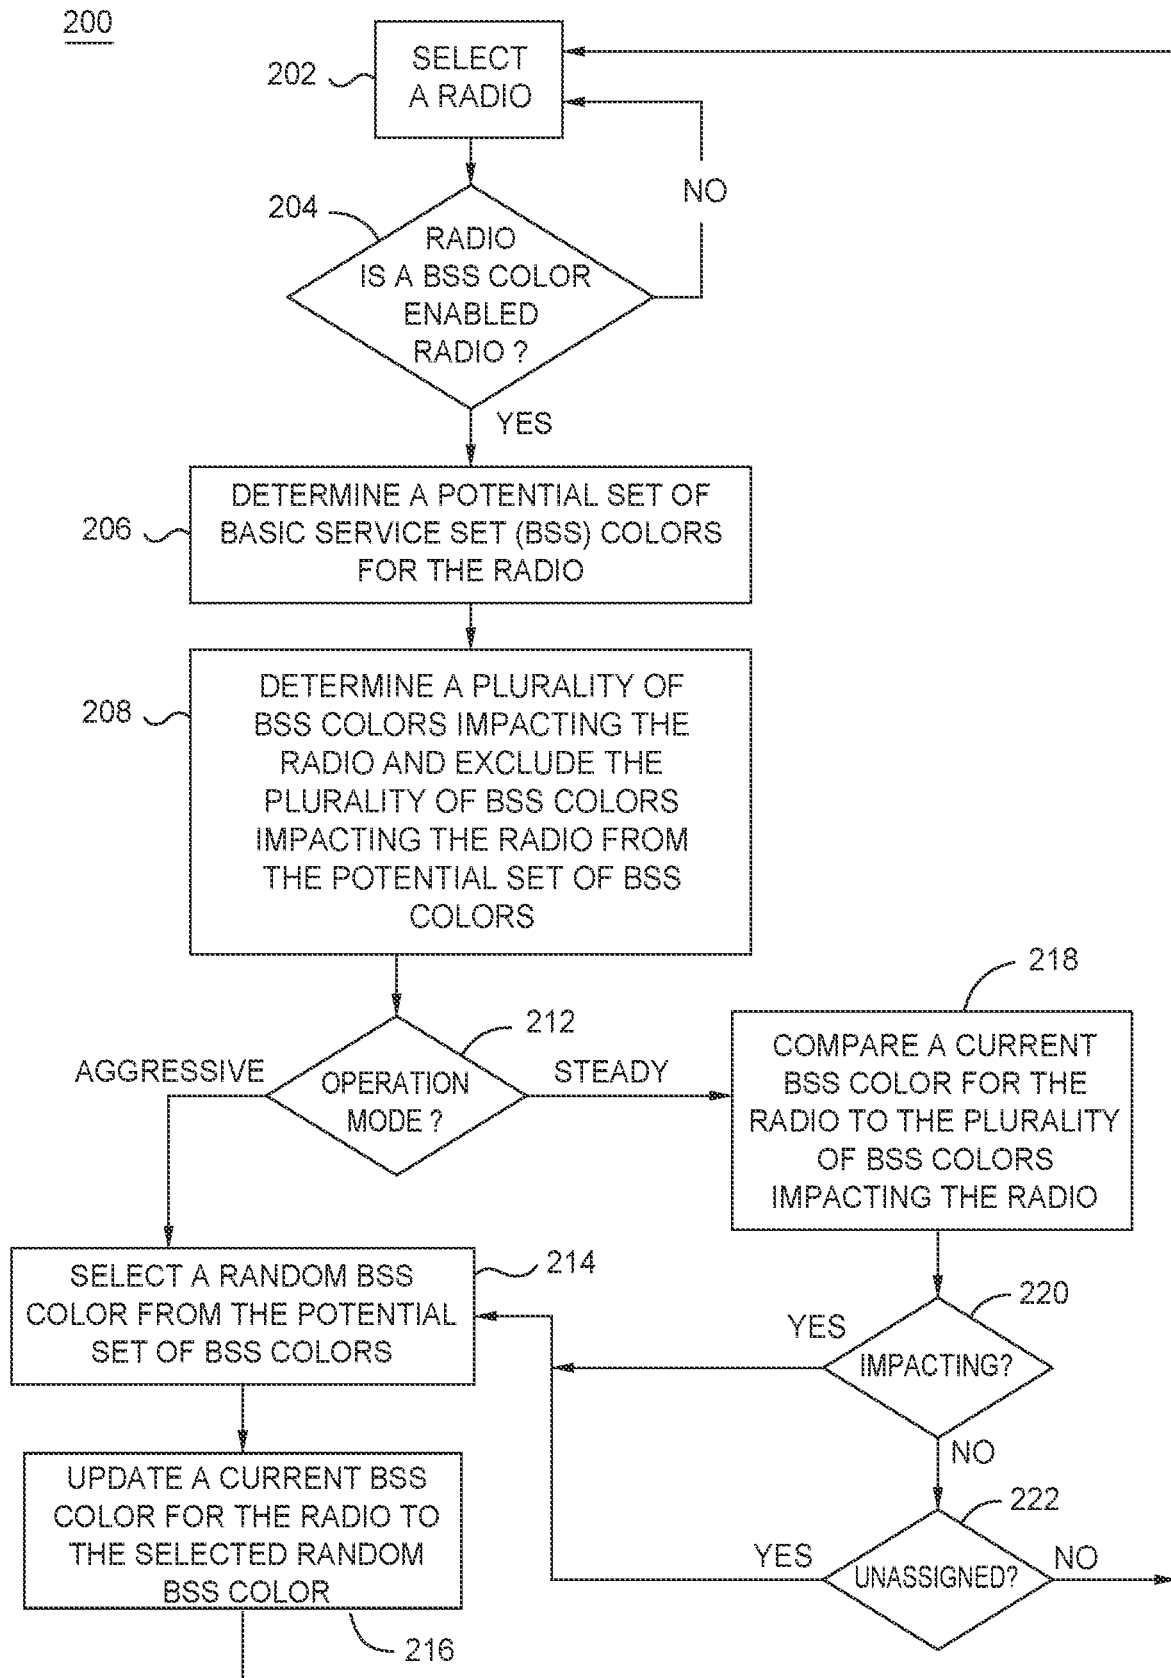 200
SELECT
A RADIO
202
NO
204
RADIO
IS A BSS COLOR
ENABLED
RADIO ?
YES
206
DETERMINE A POTENTIAL SET OF
BASIC SERVICE SET (BSS) COLORS
FOR THE RADIO
208
DETERMINE A PLURALITY OF
BSS COLORS IMPACTING THE
RADIO AND EXCLUDE THE
PLURALITY OF BSS COLORS
IMPACTING THE RADIO FROM
THE POTENTIAL SET OF BSS
COLORS
212
AGGRESSIVE
OPERATION
MODE ?
STEADY
218
COMPARE A CURRENT
BSS COLOR FOR THE
RADIO TO THE PLURALITY
OF BSS COLORS
IMPACTING THE RADIO
214
SELECT A RANDOM BSS
COLOR FROM THE POTENTIAL
SET OF BSS COLORS
220
YES
IMPACTING?
NO
UPDATE A CURRENT BSS
COLOR FOR THE RADIO TO
THE SELECTED RANDOM
BSS COLOR
216
222
YES
UNASSIGNED?
NO